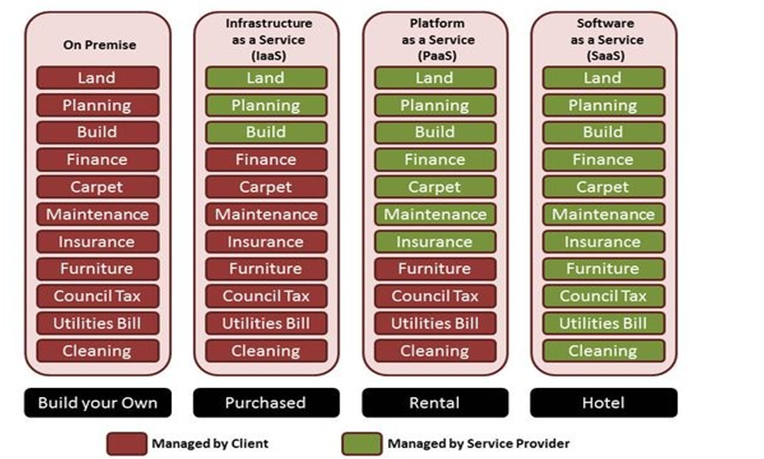 On Premise
Land
Planning
Build
Finance
Carpet
Maintenance
Insurance
Furniture
Council Tax
Utilities Bill
Cleaning
Build your Own
Infrastructure
as a Service
(IaaS)
Land
Planning
Build
Finance
Carpet
Maintenance
Insurance
Furniture
Council Tax
Utilities Bill
Cleaning
Purchased
Platform
as a Service
(PaaS)
Land
Planning
Build
Finance
Carpet
Maintenance
Insurance
Furniture
Council Tax
Utilities Bill
Cleaning
Rental
Software
as a Service
(SaaS)
Land
Planning
Build
Finance
Carpet
Maintenance
Insurance
Furniture
Council Tax
Utilities Bill
Cleaning
Hotel
Managed by Client
Managed by Service Provider